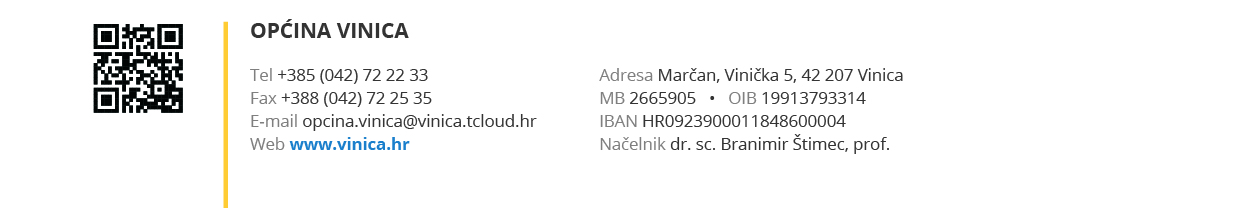 OPĆINA VINICA
Tel +385 (042) 72 22 33
Fax +388 (042) 72 25 35
E-mail opcina.vinica@vinica.tcloud.hr
Web www.vinica.hr
Adresa Marčan, Vinička 5, 42 207 Vinica
MB 2665905 • OIB 19913793314
IBAN HR0923900011848600004
Načelnik dr. sc. Branimir Štimec, prof.